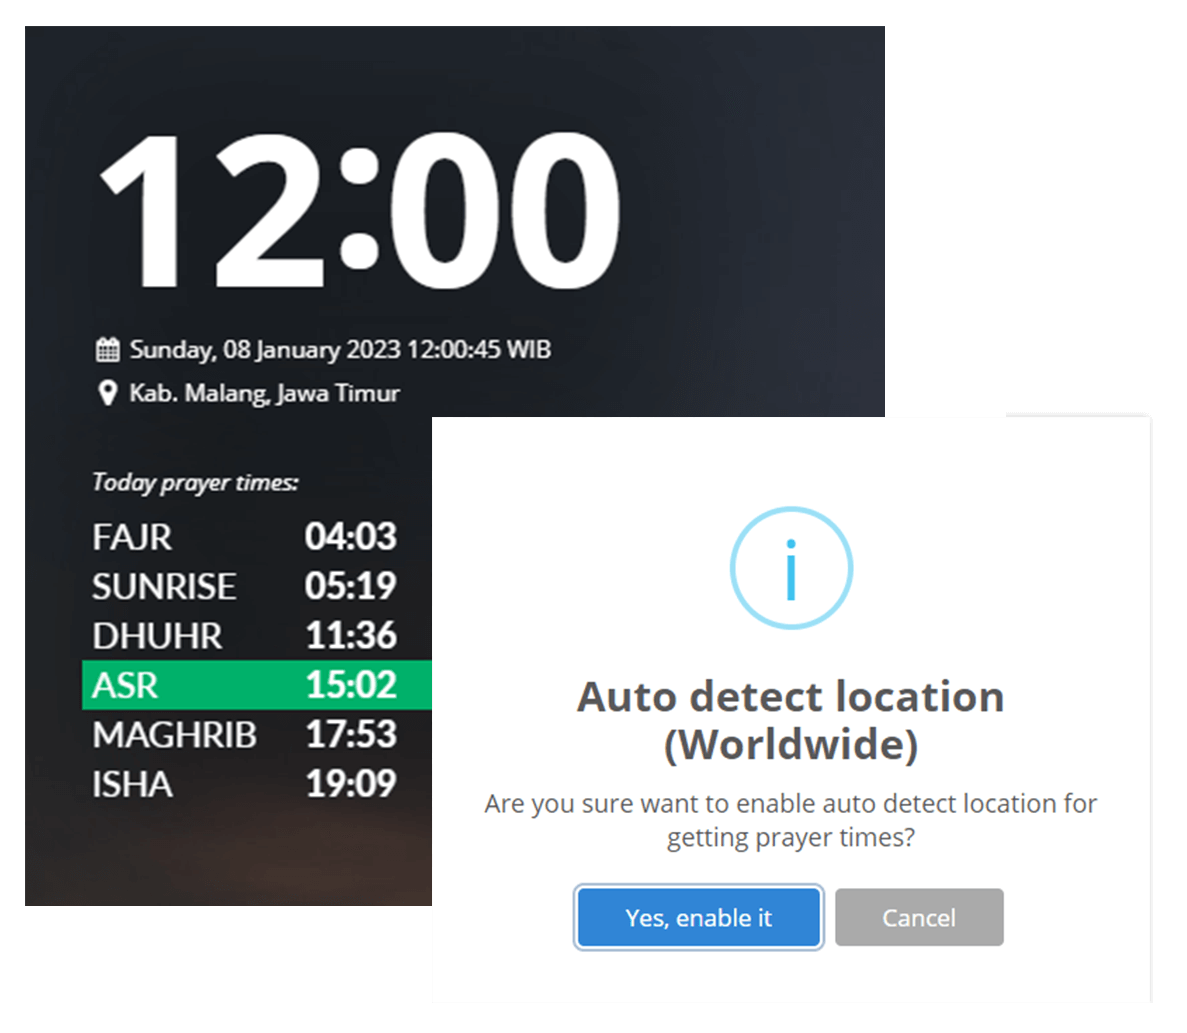 12:00
Sunday, 08 January 2023 12:00:45 WIB
Kab. Malang, Jawa Timur
Today prayer times:
FAJR 04:03
SUNRISE 05:19
DHUHR 11:36
ASR 15:02
MAGHRIB 17:53
ISHA 19:09
i
Auto detect location
(Worldwide)
Are you sure want to enable auto detect location for
getting prayer times?
Yes, enable it
Cancel